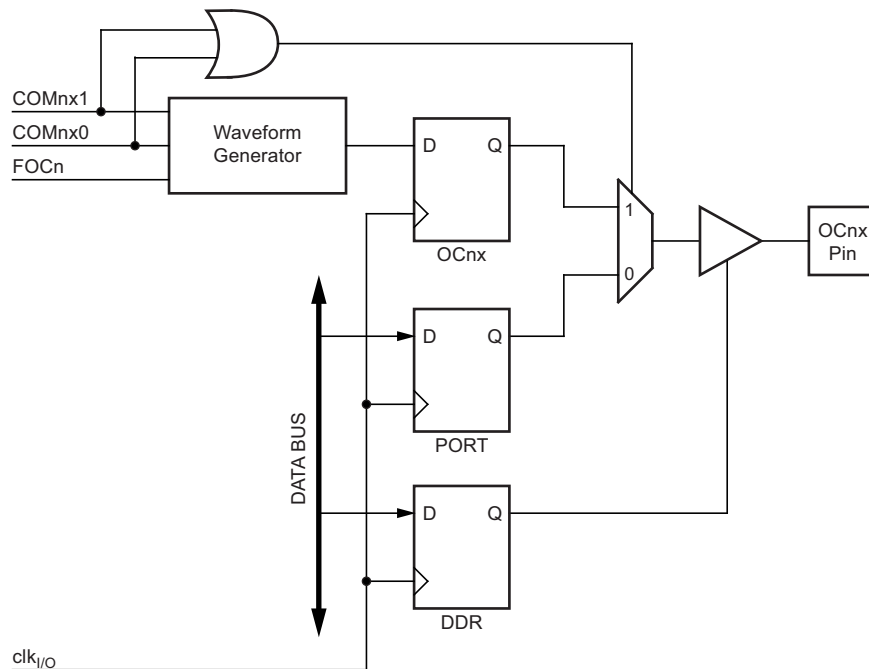 COMnx1
COMnx0
FOCn
Waveform
Generator
D
Q
OCnx
1
0
OCnx
Pin
D
Q
PORT
DATA BUS
D
Q
DDR
clkI/O